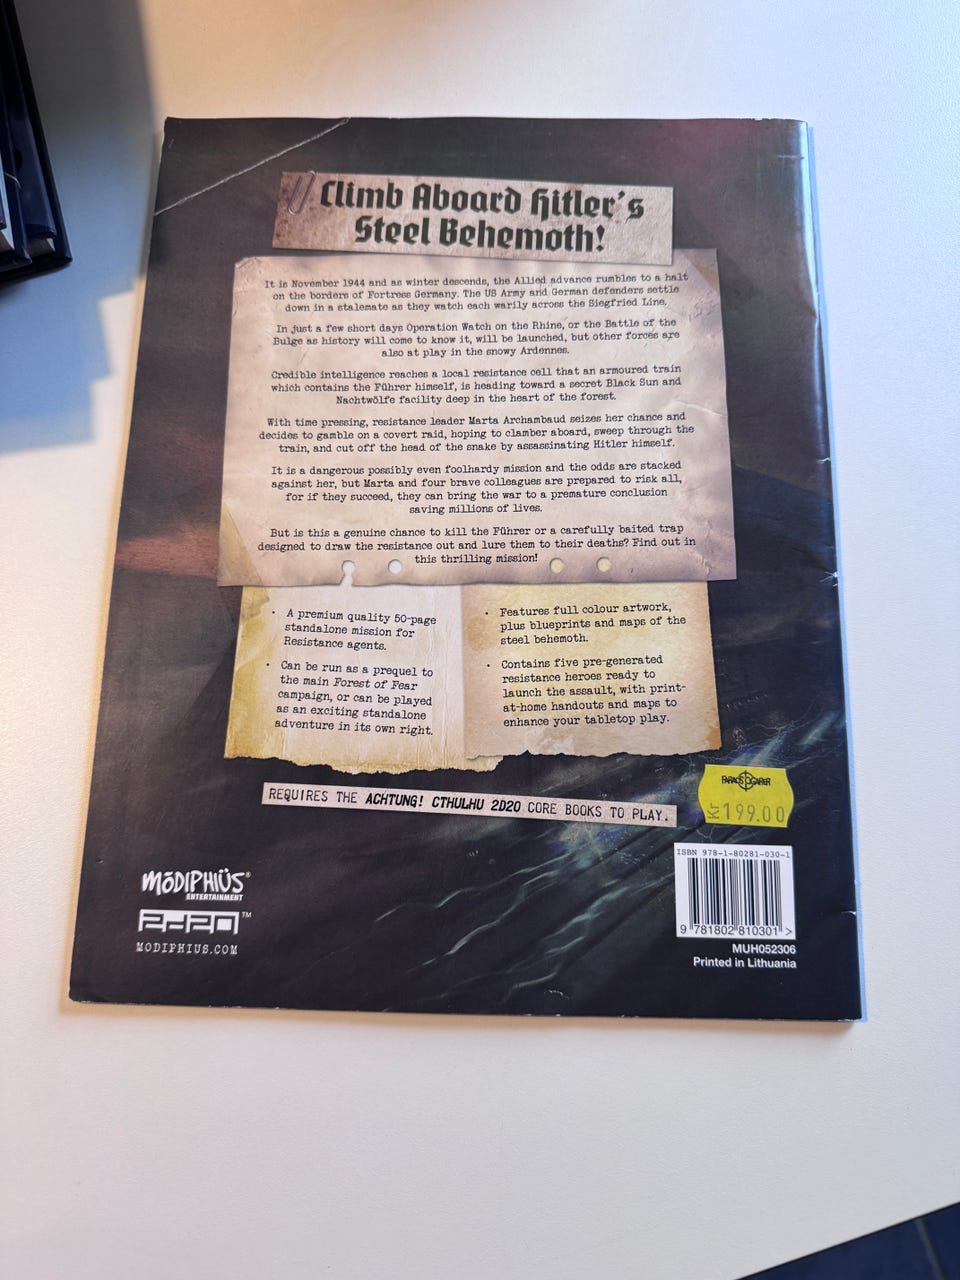 Climb Aboard Hitler's
Steel Behemoth!
It is November 1944 and as winter descends, the Allied advance rumbles to a halt
on the borders of Fortress Germany. The US Army and German defenders settle
down in a stalemate as they watch each warily across the Siegfried Line.
In just a few short days Operation Watch on the Rhine, or the Battle of the
Bulge as history will come to know it, will be launched, but other forces are
also at play in the snowy Ardennes.
Credible intelligence reaches a local resistance cell that an armoured train
which contains the Führer himself, is heading toward a secret Black Sun and
Nachtwölfe facility deep in the heart of the forest.
With time pressing, resistance leader Marta Archambaud seizes her chance and
decides to gamble on a covert raid, hoping to clamber aboard, sweep through the
train, and cut off the head of the snake by assassinating Hitler himself.
It is a dangerous possibly even foolhardy mission and the odds are stacked
against her, but Marta and four brave colleagues are prepared to risk all,
for if they succeed, they can bring the war to a premature conclusion
saving millions of lives.
But is this a genuine chance to kill the Führer or a carefully baited trap
designed to draw the resistance out and lure them to their deaths? Find out in
this thrilling mission!
· A premium quality 50-page
standalone mission for
Resistance agents.
· Can be run as a prequel to
the main Forest of Fear
campaign, or can be played
as an exciting standalone
adventure in its own right.
· Features full colour artwork,
plus blueprints and maps of the
steel behemoth.
· Contains five pre-generated
resistance heroes ready to
launch the assault, with print-
at-home handouts and maps to
enhance your tabletop play.
REQUIRES THE ACHTUNG! CTHULHU 2D20 CORE BOOKS TO PLAY.
FARAOS CIGARER
Kr 199.00
ISBN 978-1-80281-030-1
9 781802 810301 >
MUH052306
Printed in Lithuania
MŌDIPHIÜS®
ENTERTAINMENT
2d20™
MODIPHIUS.COM